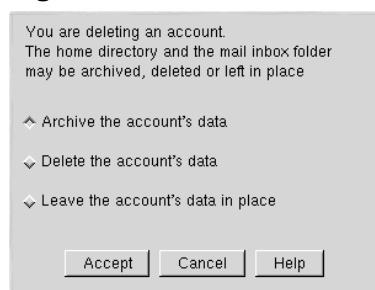 You are deleting an account.
The home directory and the mail inbox folder
may be archived, deleted or left in place
Archive the account's data
Delete the account's data
Leave the account's data in place
Accept Cancel Help